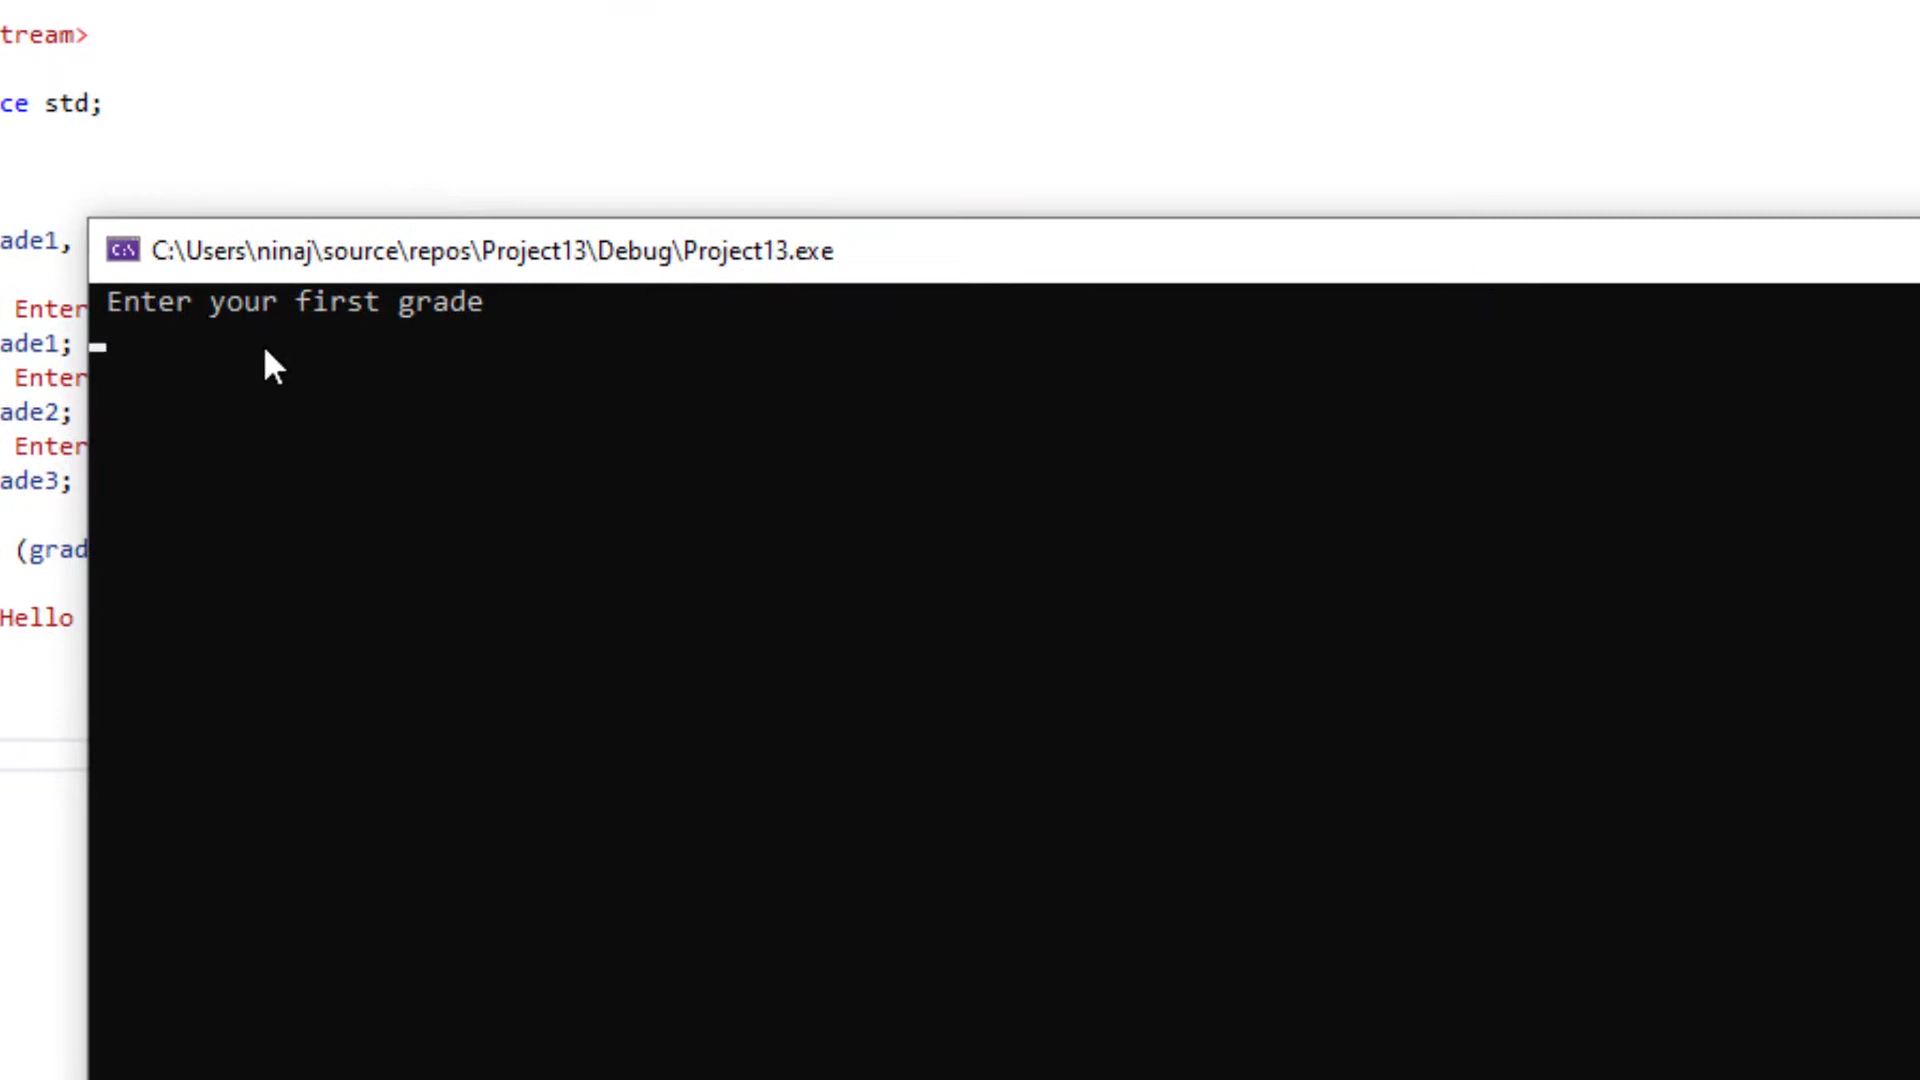 tream>
ce std;
ade1,
C:\Users\ninaj\source\repos\Project13\Debug\Project13.exe
Enter your first grade
Enter
ade1;
Enter
ade2;
Enter
ade3;
(grad
Hello